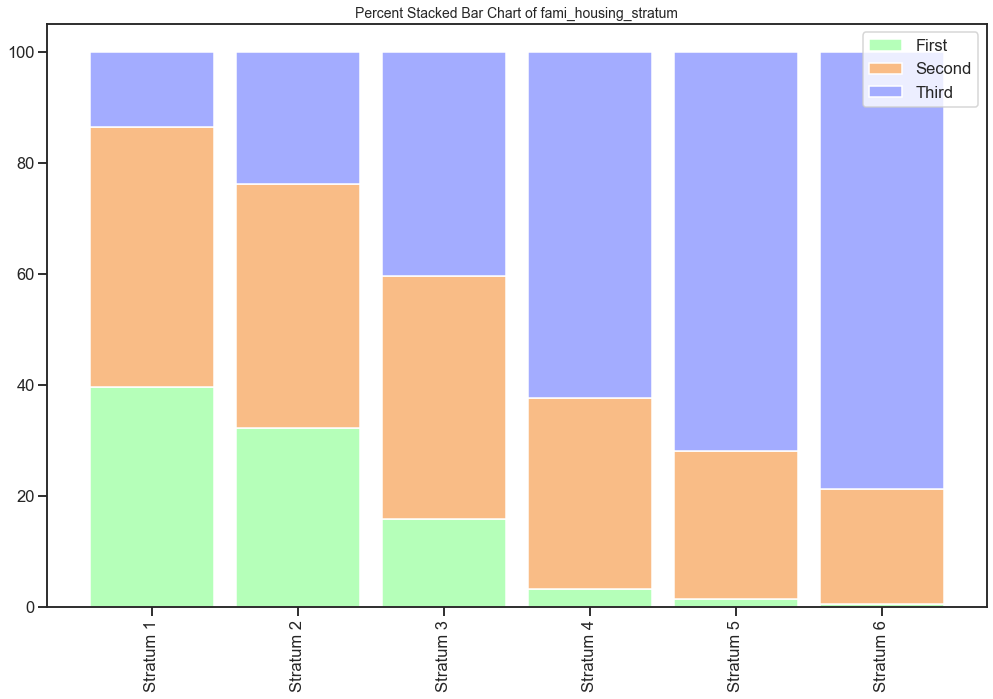 Percent Stacked Bar Chart of fami_housing_stratum
First
Second
Third
100
80
60
40
20
0
Stratum 1
Stratum 2
Stratum 3
Stratum 4
Stratum 5
Stratum 6